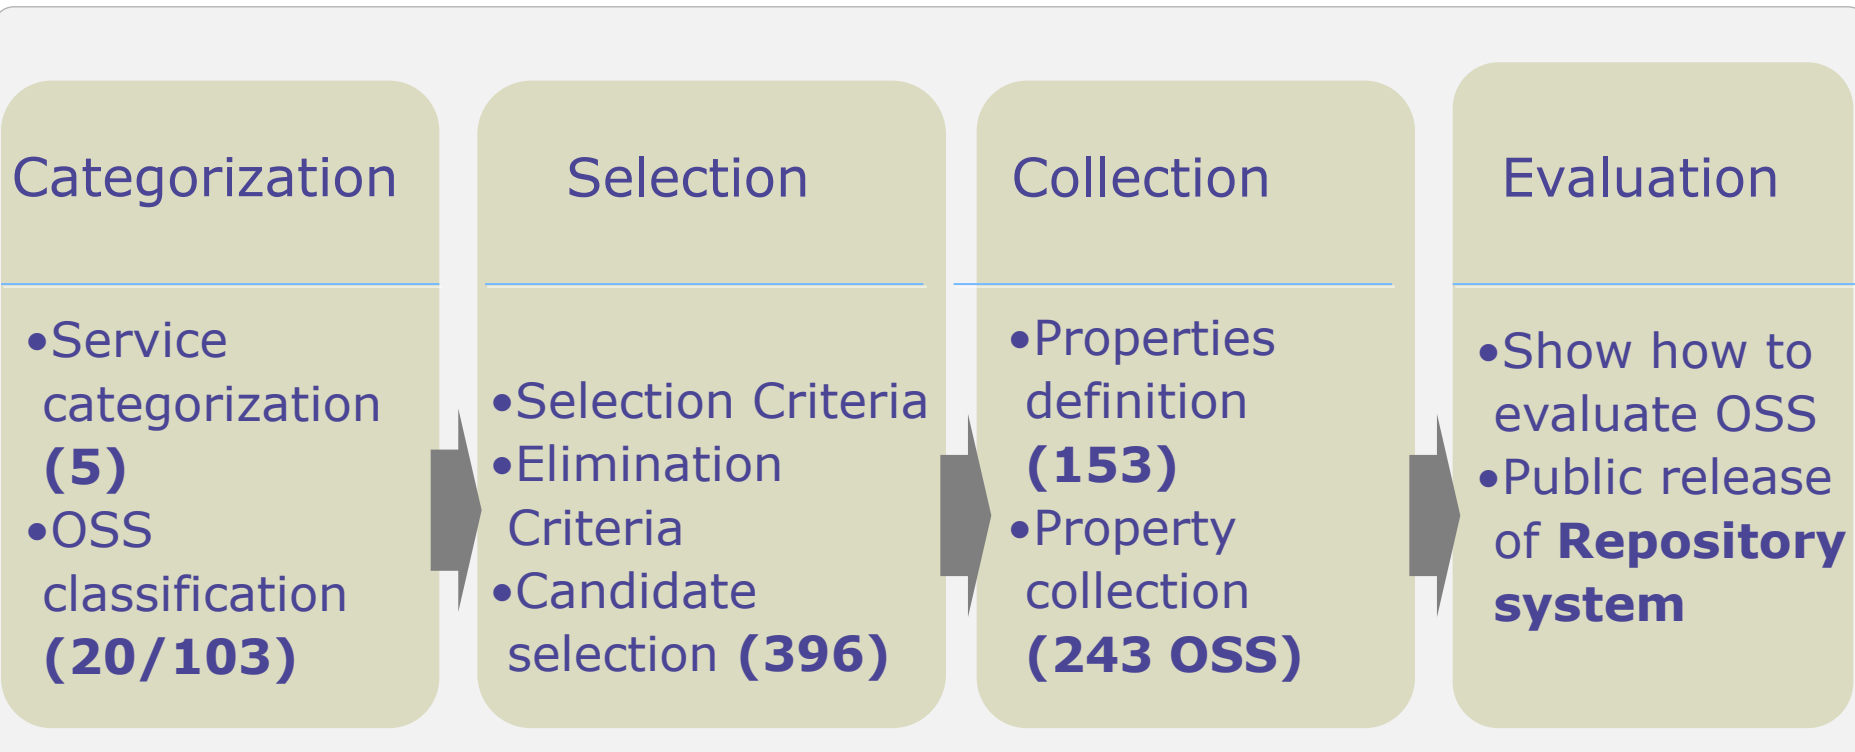 Categorization
•Service
categorization
(5)
•OSS
classification
(20/103)
Selection
•Selection Criteria
•Elimination
Criteria
•Candidate
selection (396)
Collection
•Properties
definition
(153)
•Property
collection
(243 OSS)
Evaluation
•Show how to
evaluate OSS
•Public release
of Repository
system